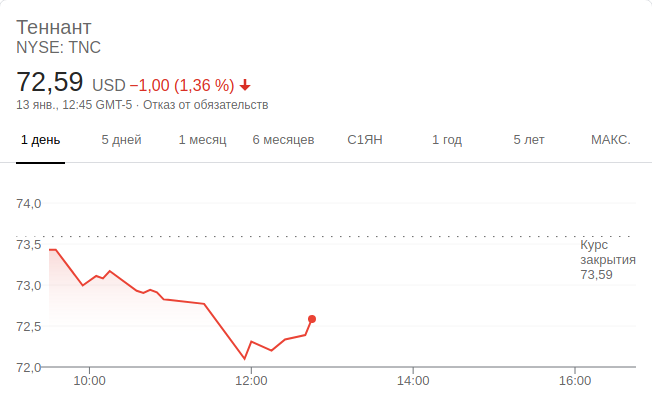 Теннант
NYSE: TNC
72,59 USD −1,00 (1,36 %)
13 янв., 12:45 GMT-5 · Отказ от обязательств
1 день 5 дней 1 месяц 6 месяцев С1ЯН 1 год 5 лет МАКС.
74,0
73,5
73,0
72,5
72,0
Курс
закрытия
73,59
10:00 12:00 14:00 16:00